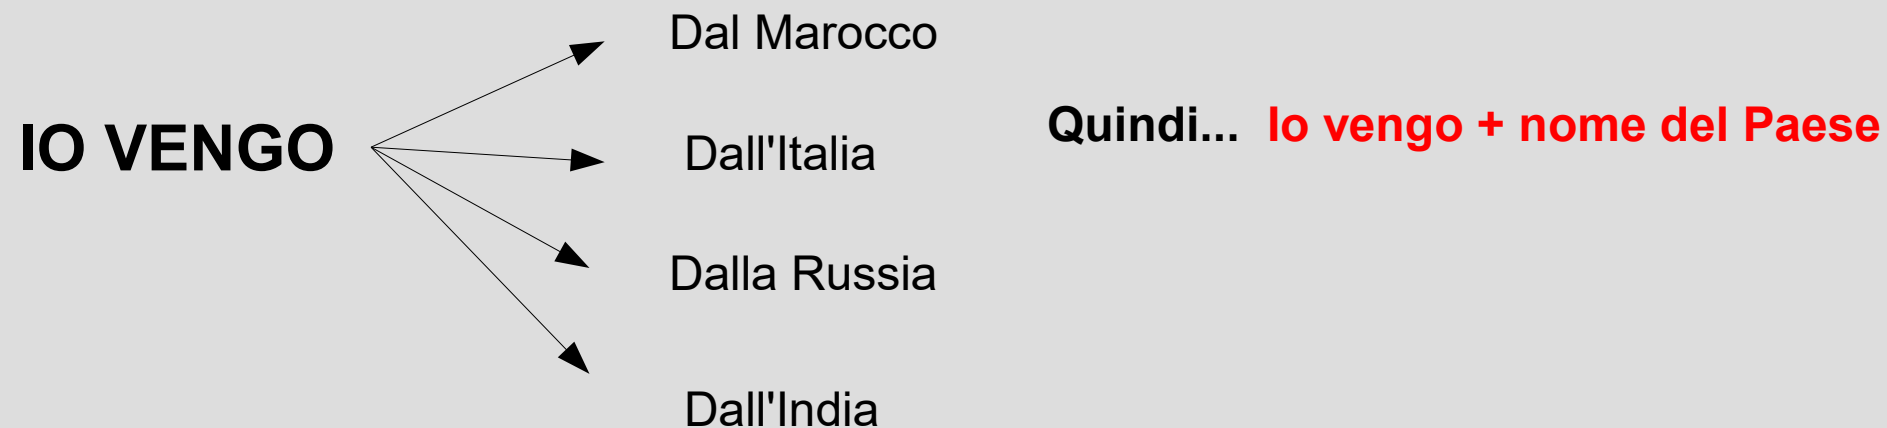 Dal Marocco
IO VENGO
Dall'Italia
Dalla Russia
Dall'India
Quindi... Io vengo + nome del Paese